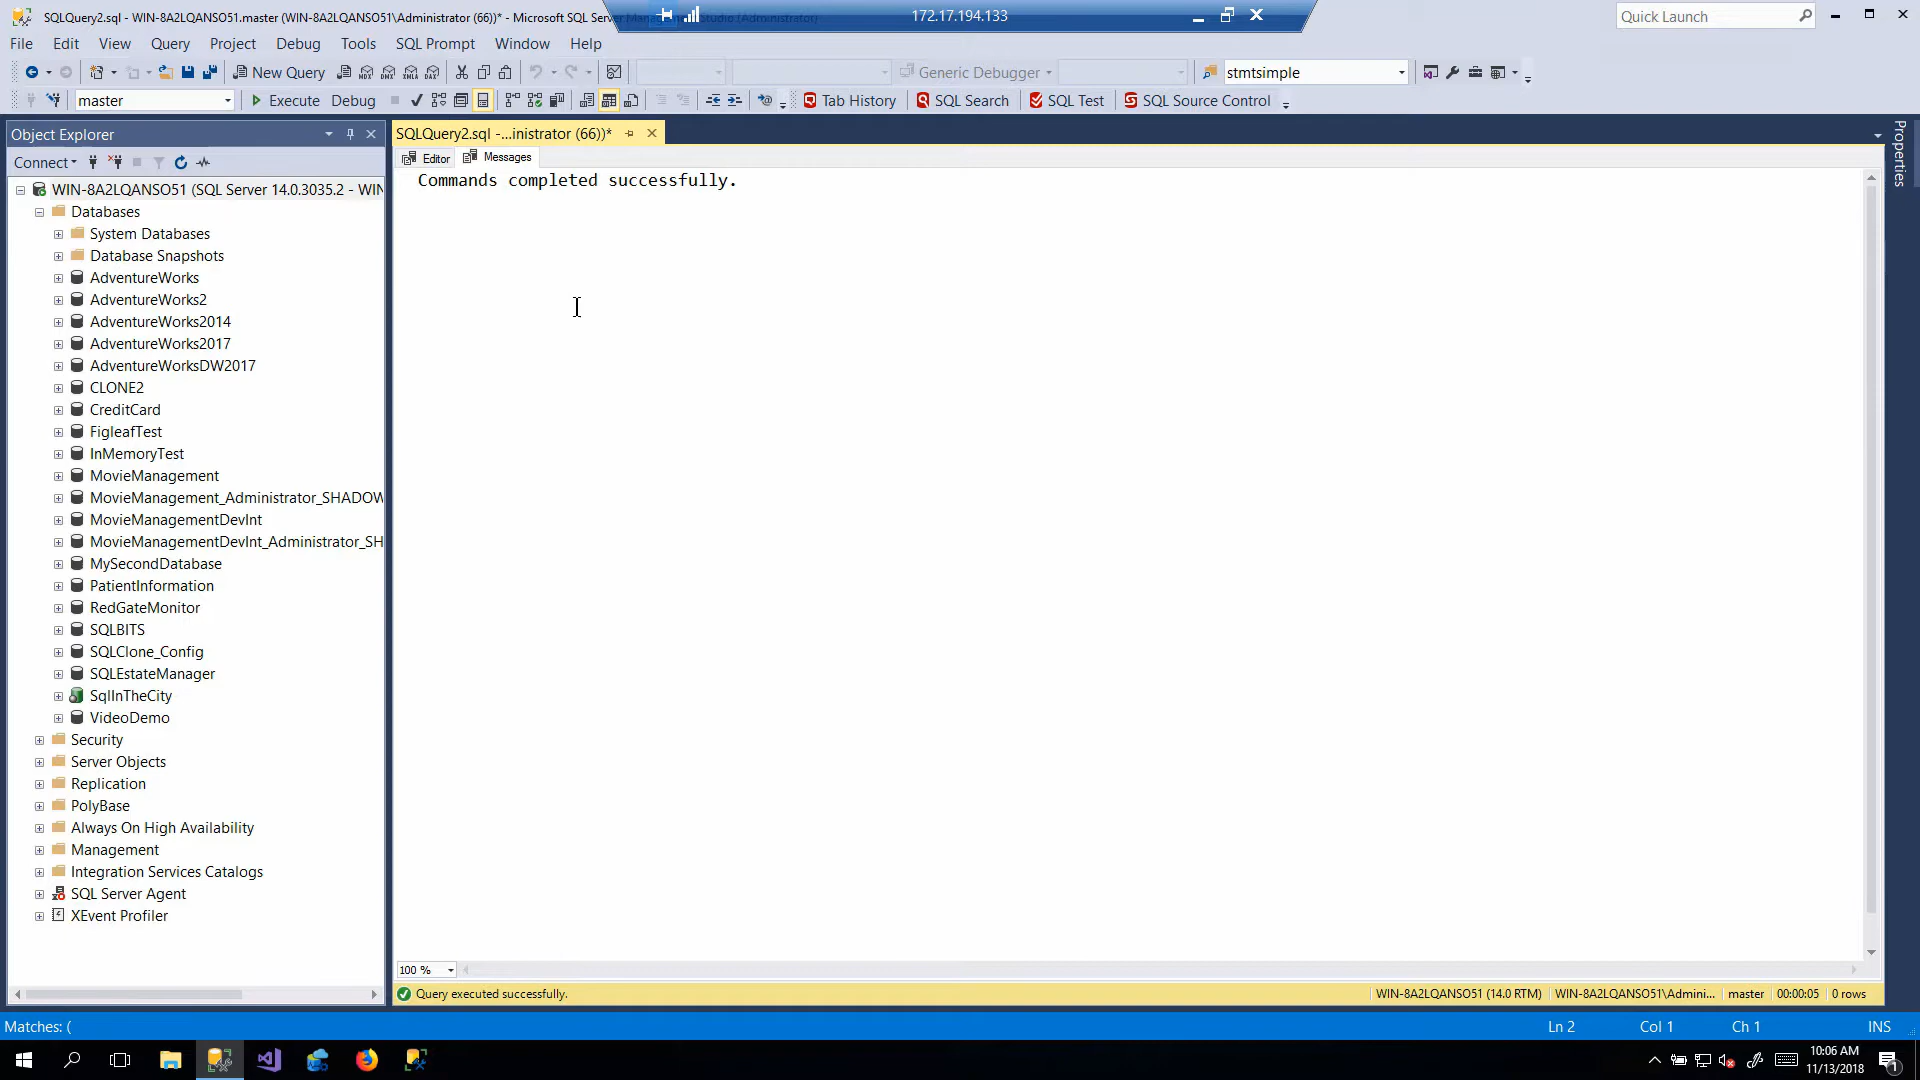 SQLQuery2.sql - WIN-8A2LQANSO51.master (WIN-8A2LQANSO51\Administrator (66))* - Microsoft SQL Server
172.17.194.133
Quick Launch
File Edit View Query Project Debug Tools SQL Prompt Window Help
New Query
Generic Debugger
stmtsimple
master
Execute Debug
Tab History SQL Search SQL Test SQL Source Control
Object Explorer
SQLQuery2.sql -...inistrator (66))*
Properties
Connect
Editor Messages
Commands completed successfully.
WIN-8A2LQANSO51 (SQL Server 14.0.3035.2 - WIN
Databases
System Databases
Database Snapshots
AdventureWorks
AdventureWorks2
AdventureWorks2014
AdventureWorks2017
AdventureWorksDW2017
CLONE2
CreditCard
FigleafTest
InMemoryTest
MovieManagement
MovieManagement_Administrator_SHADOW
MovieManagementDevInt
MovieManagementDevInt_Administrator_SH
MySecondDatabase
PatientInformation
RedGateMonitor
SQLBITS
SQLClone_Config
SQLEstateManager
SqlInTheCity
VideoDemo
Security
Server Objects
Replication
PolyBase
Always On High Availability
Management
Integration Services Catalogs
SQL Server Agent
XEvent Profiler
100 %
Query executed successfully.
WIN-8A2LQANSO51 (14.0 RTM) WIN-8A2LQANSO51\Admini... master 00:00:05 0 rows
Matches: (
Ln 2 Col 1 Ch 1 INS
10:06 AM
11/13/2018
1